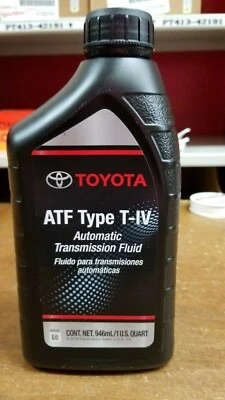 PT413-42191
PT413-42191
TOYOTA
ATF Type T-IV
Automatic
Transmission Fluid
Fluido para transmisiones
automáticas
CONT. NET. 946mL/1 U.S. QUART